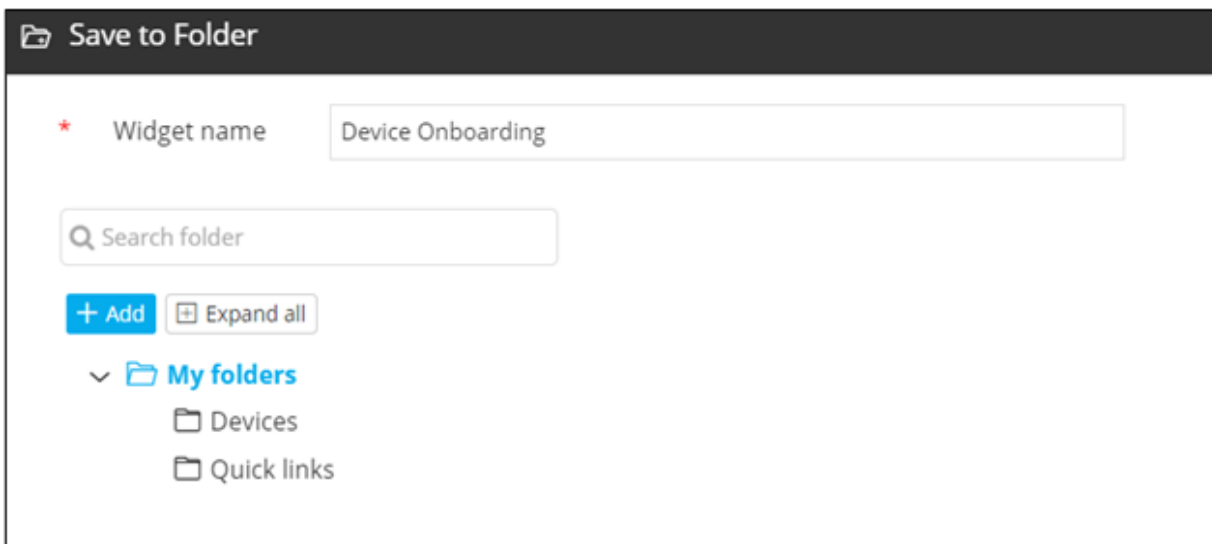 Save to Folder
* Widget name Device Onboarding
Search folder
+ Add Expand all
My folders
Devices
Quick links